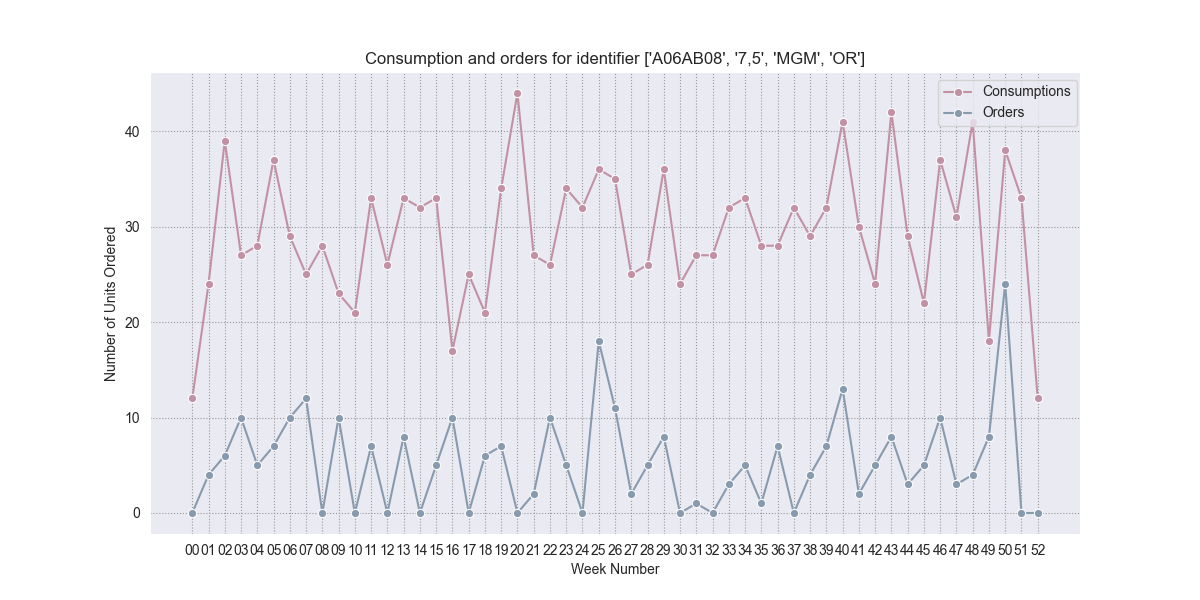 Consumption and orders for identifier ['A06AB08', '7,5', 'MGM', 'OR']
Consumptions
Orders
Number of Units Ordered
40
30
20
10
0
00 01 02 03 04 05 06 07 08 09 10 11 12 13 14 15 16 17 18 19 20 21 22 23 24 25 26 27 28 29 30 31 32 33 34 35 36 37 38 39 40 41 42 43 44 45 46 47 48 49 50 51 52
Week Number